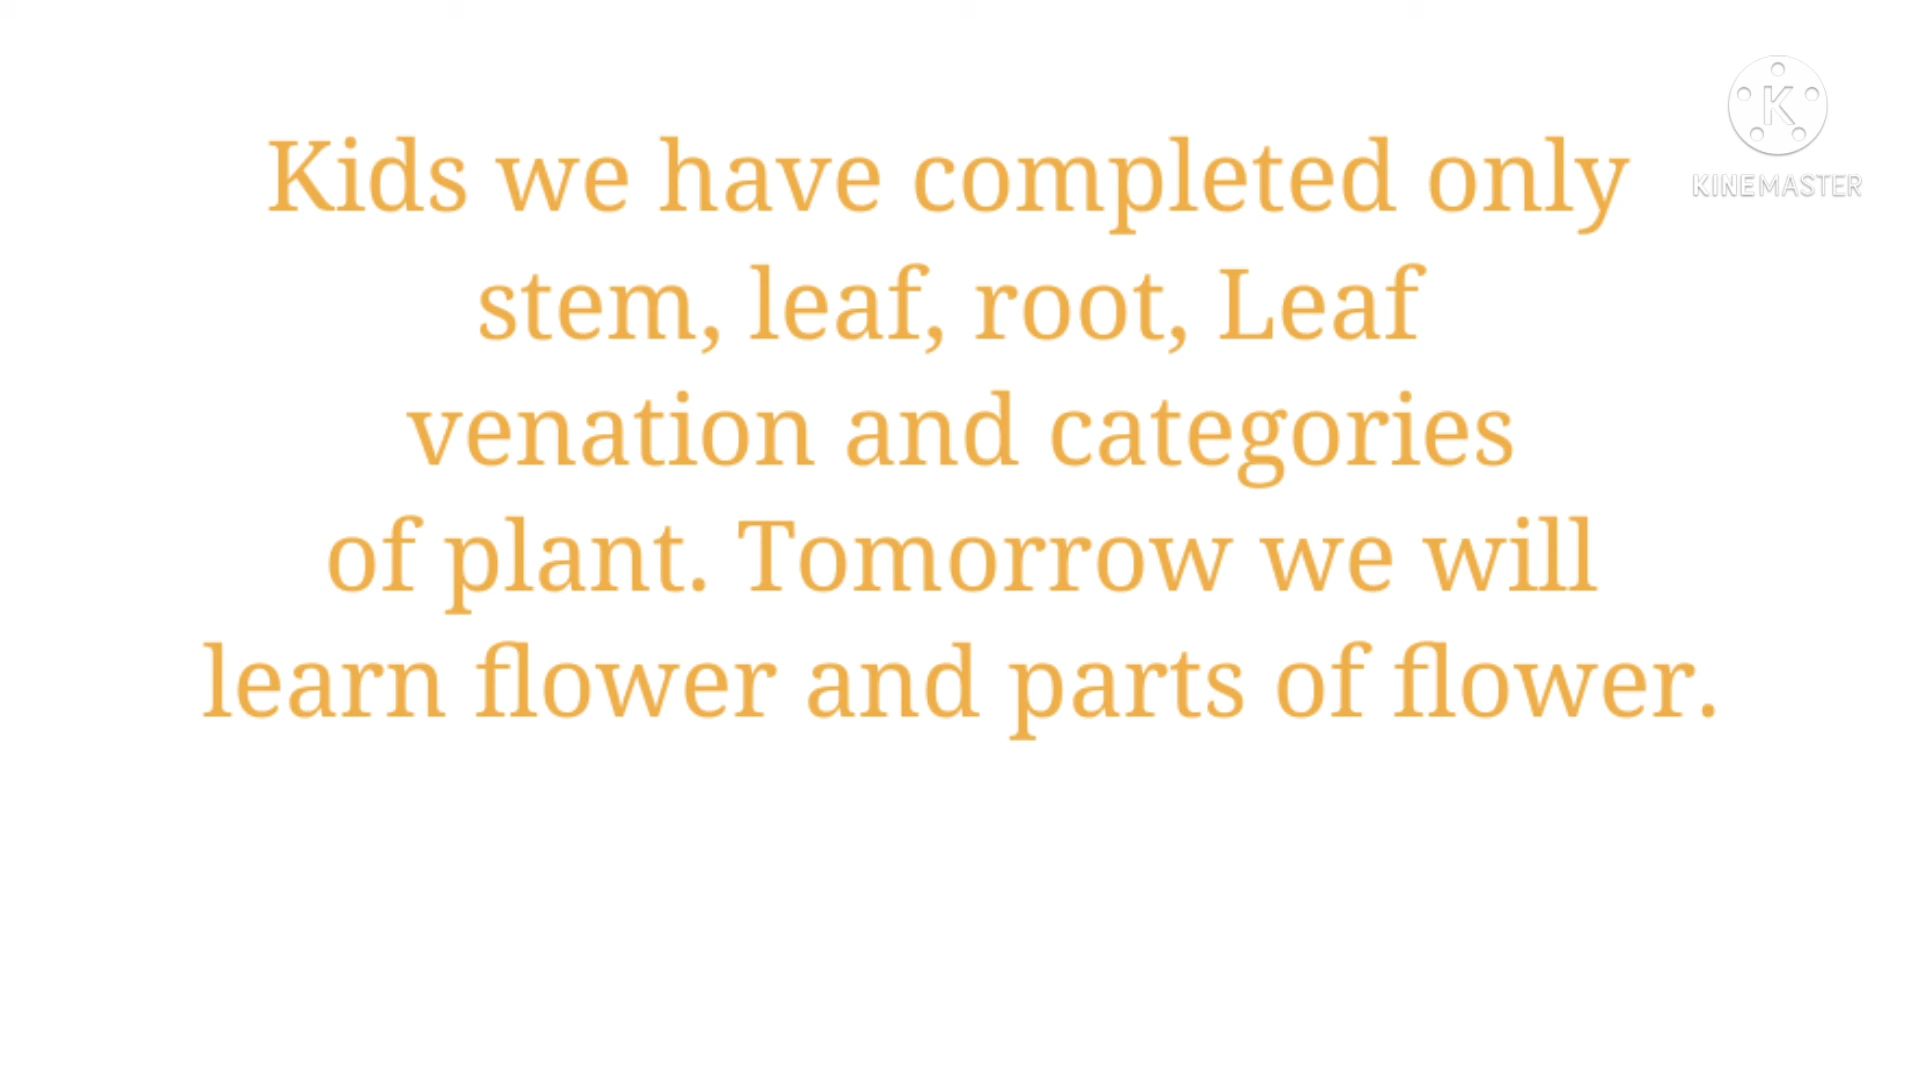 K
KINEMASTER
Kids we have completed only
stem, leaf, root, Leaf
venation and categories
of plant. Tomorrow we will
learn flower and parts of flower.